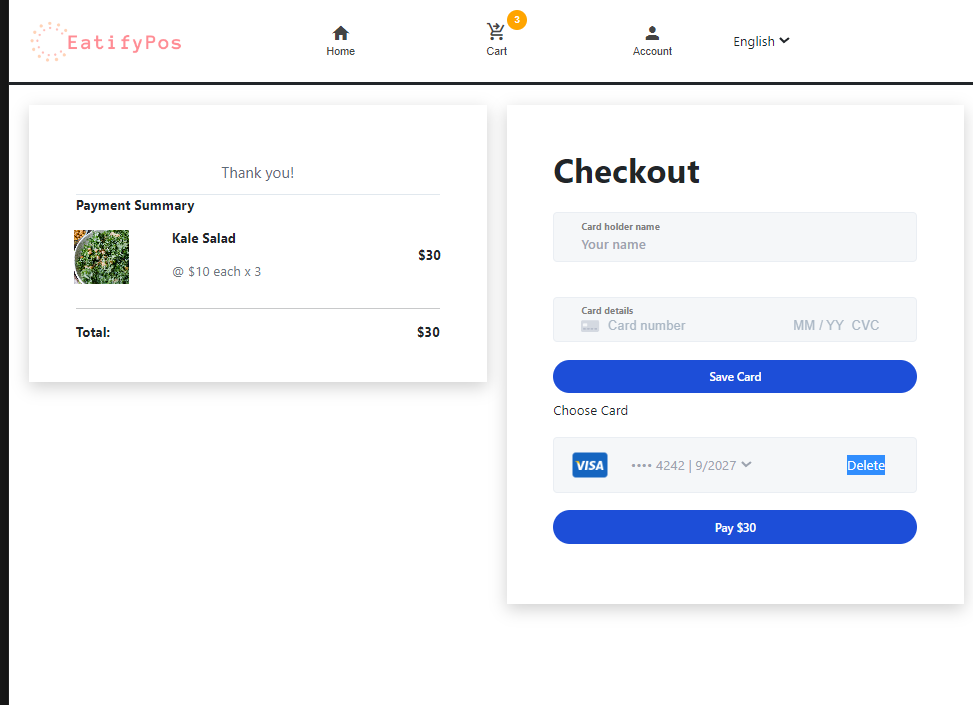 EatifyPos
Home
3
Cart
Account
English
Thank you!
Payment Summary
Kale Salad
@ $10 each x 3
$30
Total:
$30
Checkout
Card holder name
Your name
Card details
Card number
MM / YY CVC
Save Card
Choose Card
VISA
•••• 4242 | 9/2027
Delete
Pay $30